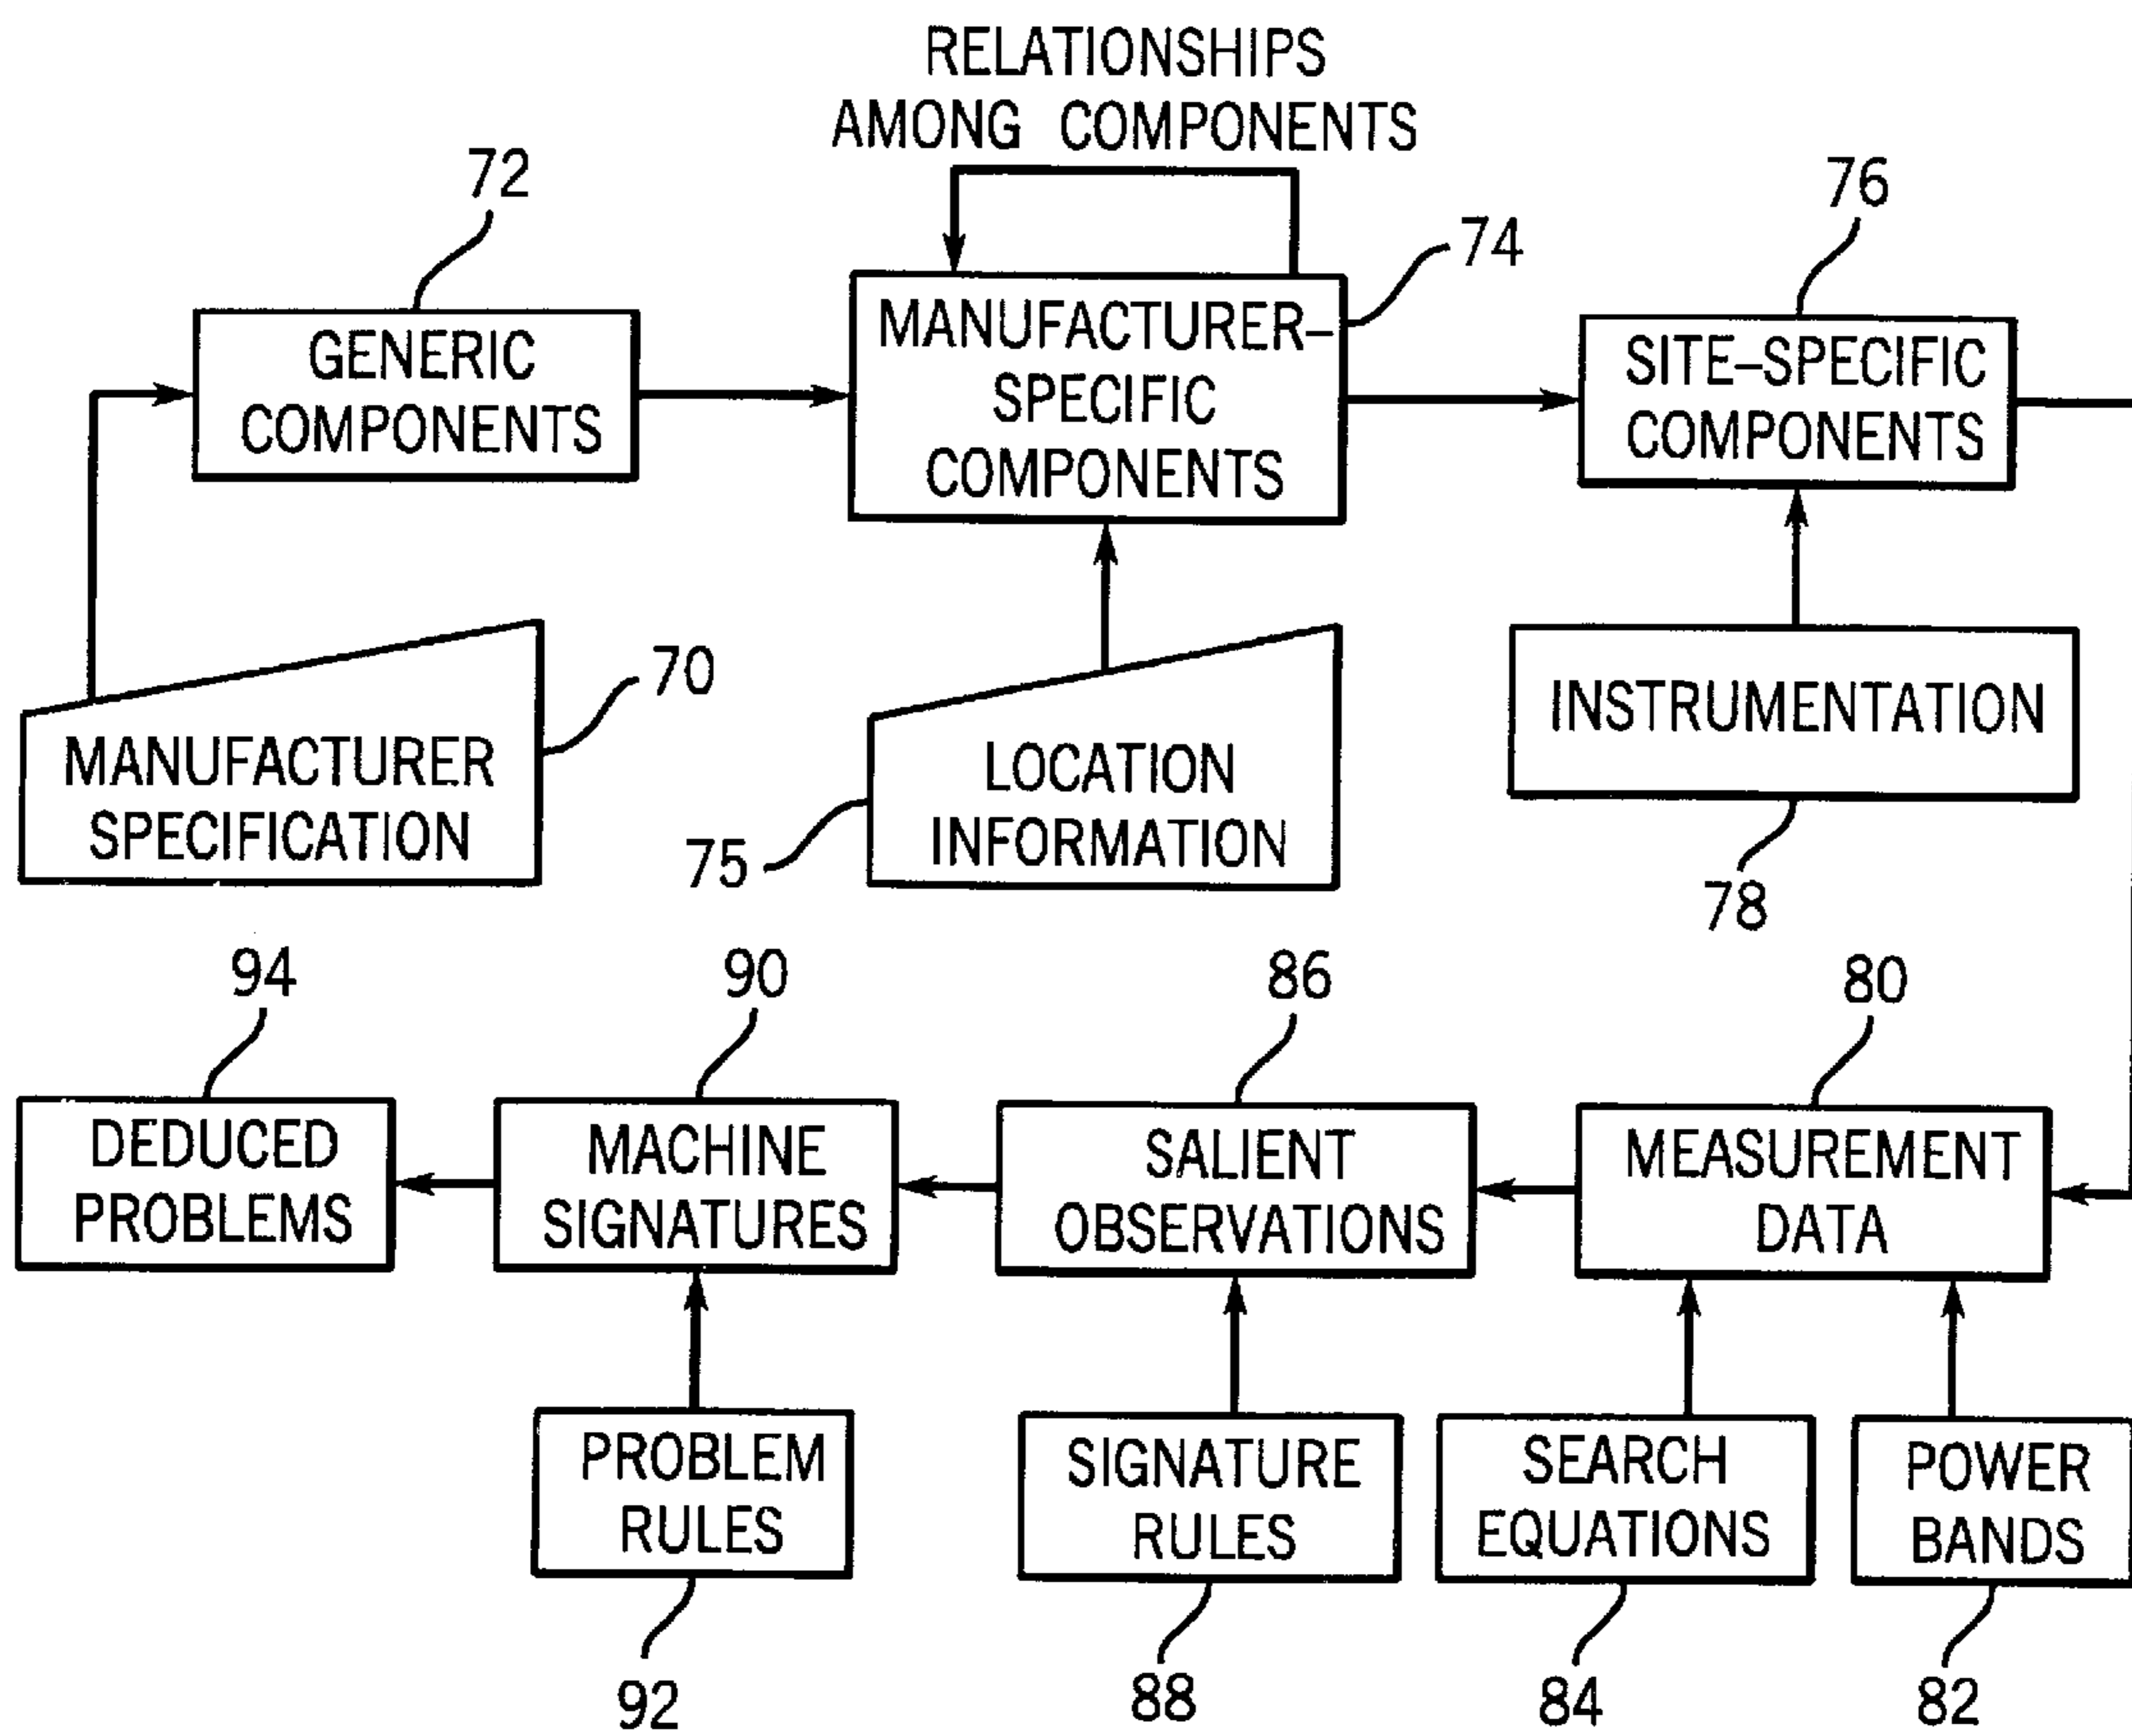 RELATIONSHIPS
AMONG COMPONENTS
72
76
74
GENERIC
COMPONENTS
MANUFACTURER–
SPECIFIC
COMPONENTS
SITE–SPECIFIC
COMPONENTS
70
MANUFACTURER
SPECIFICATION
75
LOCATION
INFORMATION
INSTRUMENTATION
78
94
90
86
80
DEDUCED
PROBLEMS
MACHINE
SIGNATURES
SALIENT
OBSERVATIONS
MEASUREMENT
DATA
PROBLEM
RULES
SIGNATURE
RULES
SEARCH
EQUATIONS
POWER
BANDS
92
88
84
82